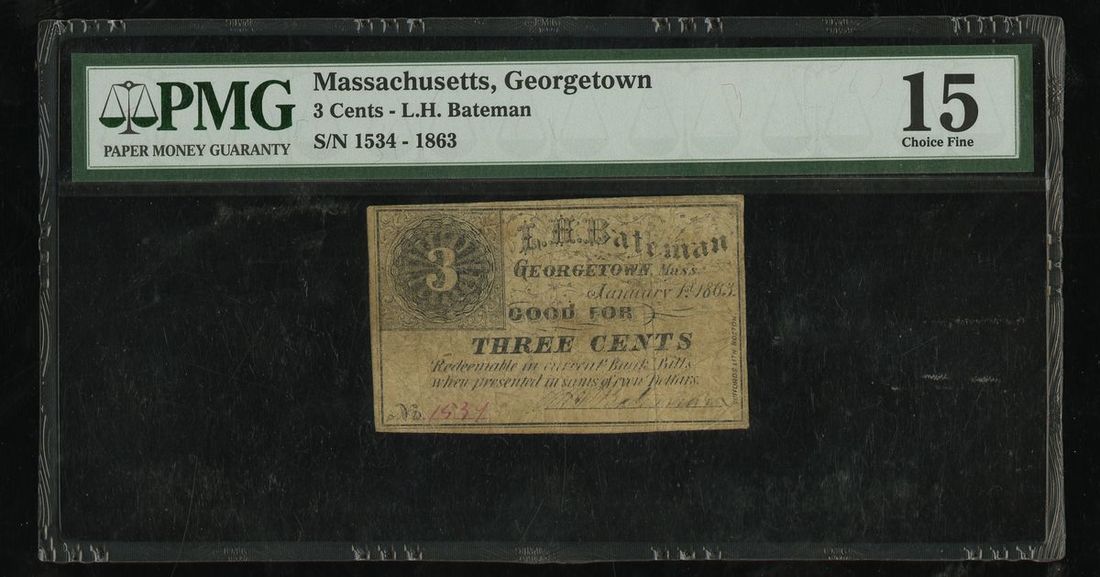 PMG
PAPER MONEY GUARANTY
Massachusetts, Georgetown
3 Cents - L.H. Bateman
S/N 1534 - 1863
15
Choice Fine
3
L.H. Bateman
GEORGETOWN, Mass.
January 1st 1863.
GOOD FOR
THREE CENTS
Redeemable in current Bank Bills,
when presented in sums of Dollars.
No. 1534